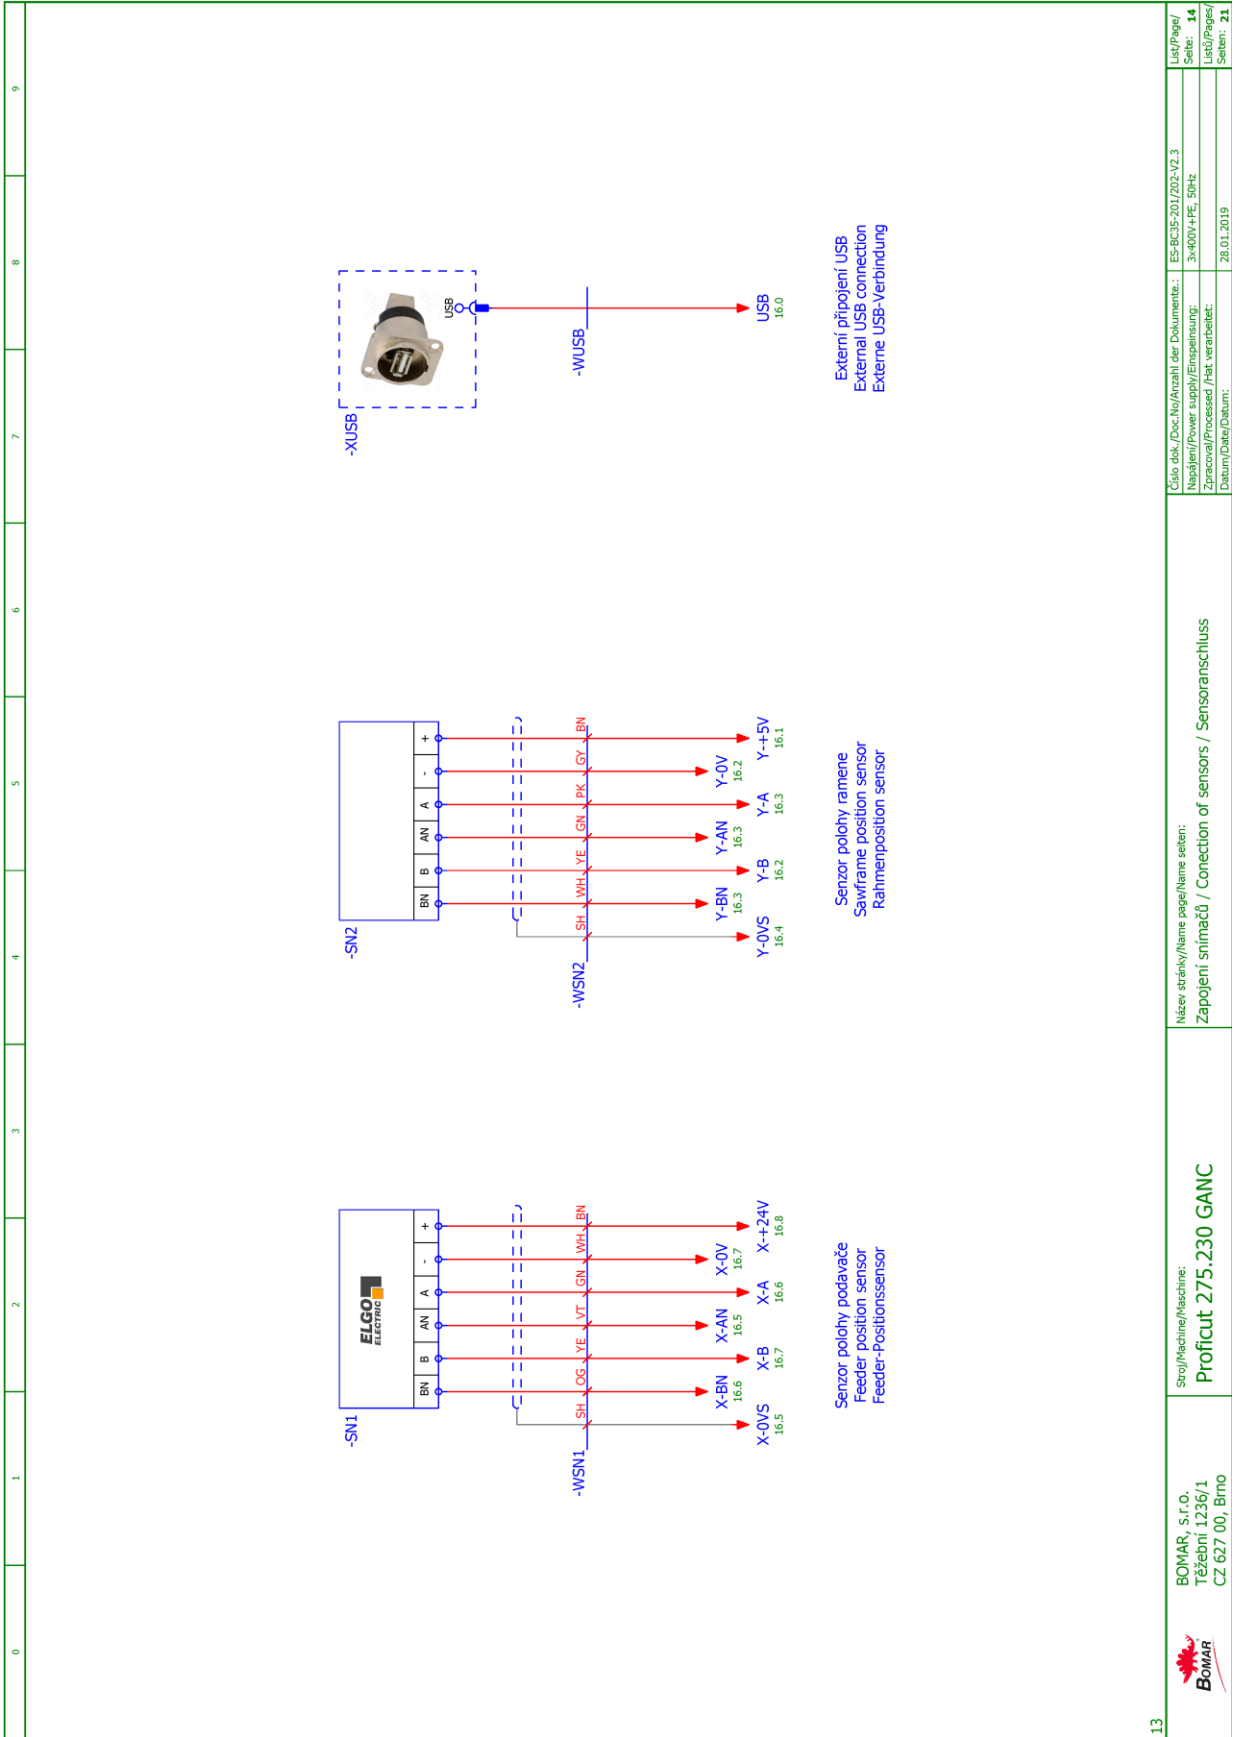 0 1 2 3 4 5 6 7 8 9
-SN1
ELGO
ELECTRIC
BN B AN A - +
-WSN1
SH OG YE VT GN WH BN
X-0VS
16.5
X-BN
16.6
X-B
16.7
X-AN
16.5
X-A
16.6
X-0V
16.7
X-+24V
16.8
Senzor polohy podavače
Feeder position sensor
Feeder-Positionssensor
-SN2
BN B AN A - +
-WSN2
SH WH YE GN PK GY BN
Y-0VS
16.4
Y-BN
16.3
Y-B
16.2
Y-AN
16.3
Y-A
16.3
Y-0V
16.2
Y-+5V
16.1
Senzor polohy ramene
Sawframe position sensor
Rahmenposition sensor
-XUSB
USB
-WUSB
USB
16.0
Externí připojení USB
External USB connection
Externe USB-Verbindung
13
BOMAR
BOMAR, s.r.o.
Těžební 1236/1
CZ 627 00, Brno
Stroj/Machine/Maschine:
Proficut 275.230 GANC
Název stránky/Name page/Name seiten:
Zapojení snímačů / Conection of sensors / Sensoranschluss
Číslo dok./Doc.No/Anzahl der Dokumente.: ES-BC35-201/202-V2.3
Napájení/Power supply/Einspeinsung: 3x400V+PE, 50Hz
Zpracoval/Processed /Hat verarbeitet:
Datum/Date/Datum: 28.01.2019
List/Page/
Seite: 14
Listů/Pages/
Seiten: 21